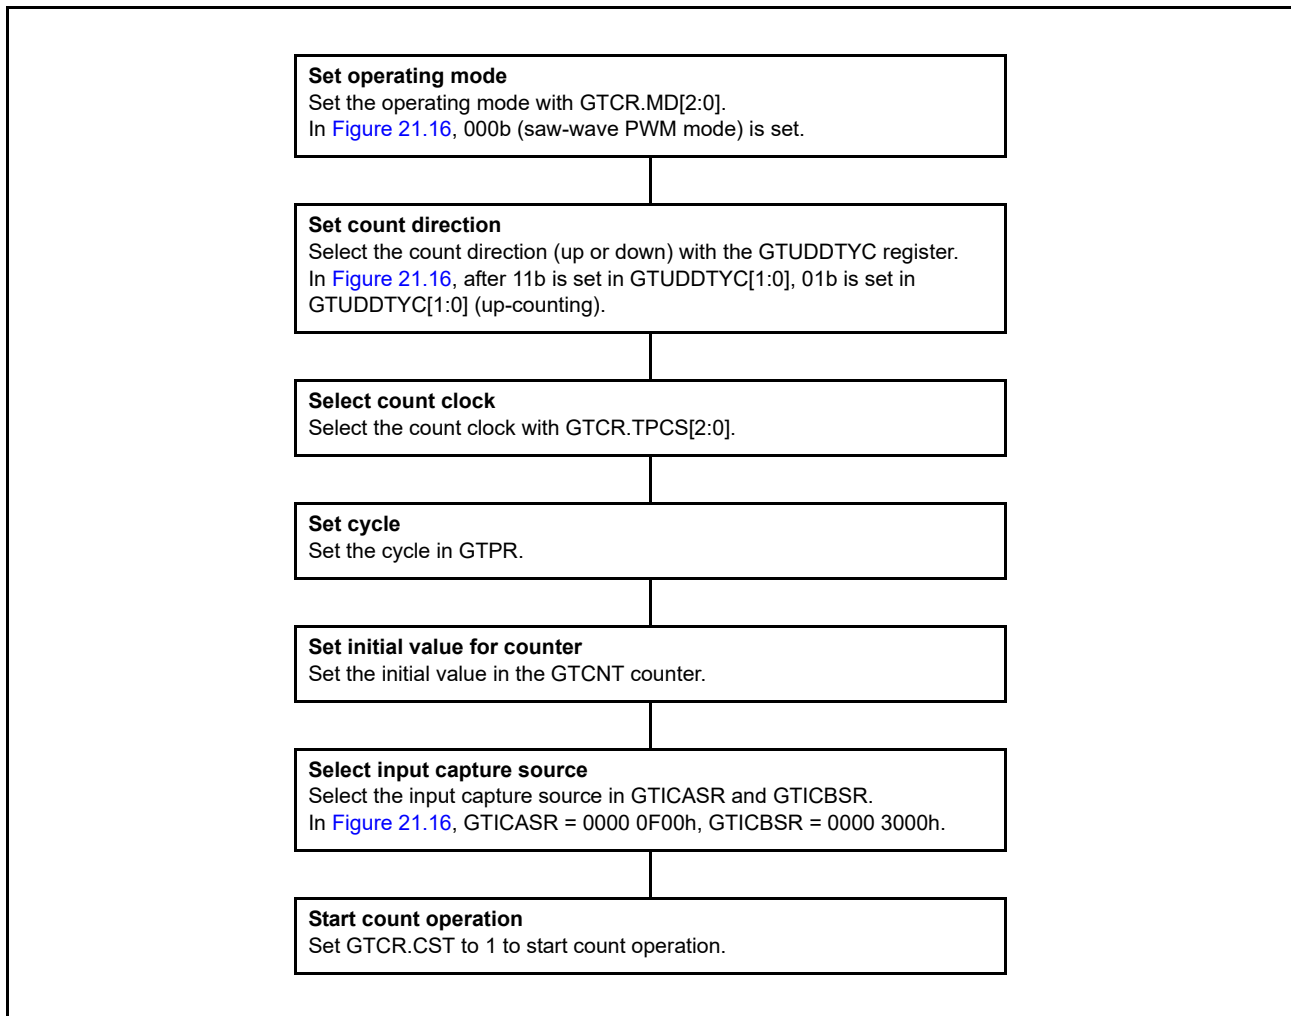 Set operating mode
Set the operating mode with GTCR.MD[2:0].
In Figure 21.16, 000b (saw-wave PWM mode) is set.
Set count direction
Select the count direction (up or down) with the GTUDDTYC register.
In Figure 21.16, after 11b is set in GTUDDTYC[1:0], 01b is set in
GTUDDTYC[1:0] (up-counting).
Select count clock
Select the count clock with GTCR.TPCS[2:0].
Set cycle
Set the cycle in GTPR.
Set initial value for counter
Set the initial value in the GTCNT counter.
Select input capture source
Select the input capture source in GTICASR and GTICBSR.
In Figure 21.16, GTICASR = 0000 0F00h, GTICBSR = 0000 3000h.
Start count operation
Set GTCR.CST to 1 to start count operation.